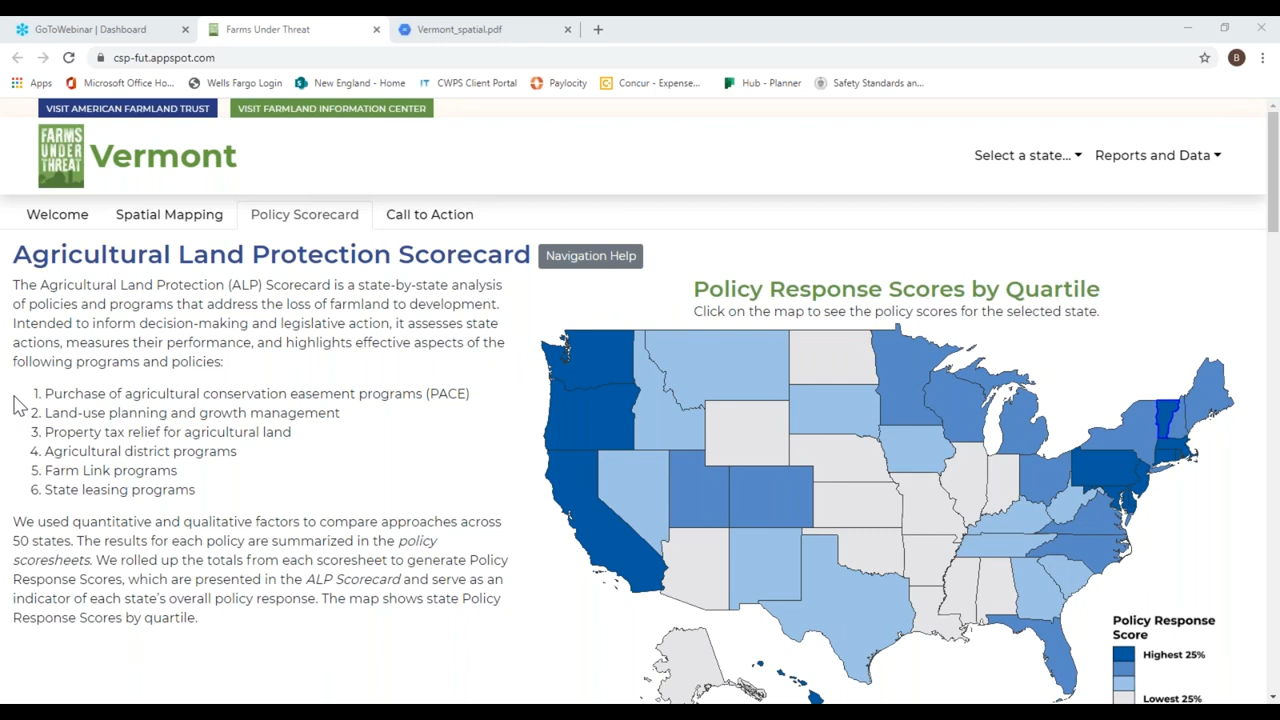 GoToWebinar | Dashboard
Farms Under Threat
Vermont_spatial.pdf
csp-fut.appspot.com
B
Apps
Microsoft Office Ho...
Wells Fargo Login
New England - Home
IT CWPS Client Portal
Paylocity
Concur - Expense...
Hub - Planner
Safety Standards an...
VISIT AMERICAN FARMLAND TRUST
VISIT FARMLAND INFORMATION CENTER
FARMS
UNDER
THREAT
Vermont
Select a state...
Reports and Data
Welcome
Spatial Mapping
Policy Scorecard
Call to Action
Agricultural Land Protection Scorecard
Navigation Help
The Agricultural Land Protection (ALP) Scorecard is a state-by-state analysis
of policies and programs that address the loss of farmland to development.
Intended to inform decision-making and legislative action, it assesses state
actions, measures their performance, and highlights effective aspects of the
following programs and policies:
1. Purchase of agricultural conservation easement programs (PACE)
2. Land-use planning and growth management
3. Property tax relief for agricultural land
4. Agricultural district programs
5. Farm Link programs
6. State leasing programs
We used quantitative and qualitative factors to compare approaches across
50 states. The results for each policy are summarized in the policy
scoresheets. We rolled up the totals from each scoresheet to generate Policy
Response Scores, which are presented in the ALP Scorecard and serve as an
indicator of each state's overall policy response. The map shows state Policy
Response Scores by quartile.
Policy Response Scores by Quartile
Click on the map to see the policy scores for the selected state.
Policy Response
Score
Highest 25%
Lowest 25%